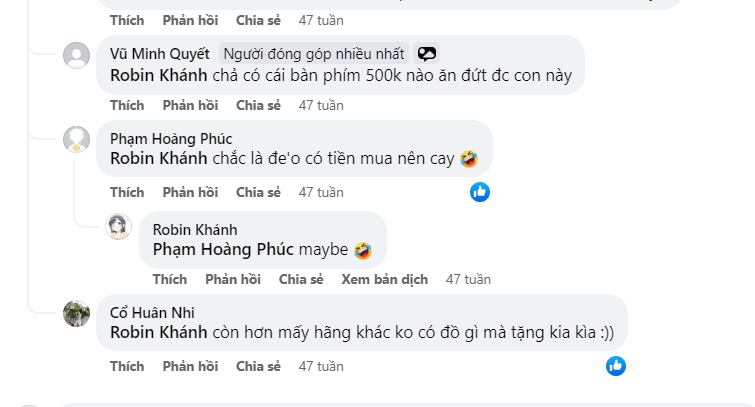 Thích Phản hồi Chia sẻ 47 tuần
Vũ Minh Quyết Người đóng góp nhiều nhất
Robin Khánh chả có cái bàn phím 500k nào ăn đứt đc con này
Thích Phản hồi Chia sẻ 47 tuần
Phạm Hoàng Phúc
Robin Khánh chắc là đe'o có tiền mua nên cay 🤣
Thích Phản hồi Chia sẻ 47 tuần
Robin Khánh
Phạm Hoàng Phúc maybe 🤣
Thích Phản hồi Chia sẻ Xem bản dịch 47 tuần
Cổ Huân Nhi
Robin Khánh còn hơn mấy hãng khác ko có đồ gì mà tặng kia kìa :))
Thích Phản hồi Chia sẻ 47 tuần